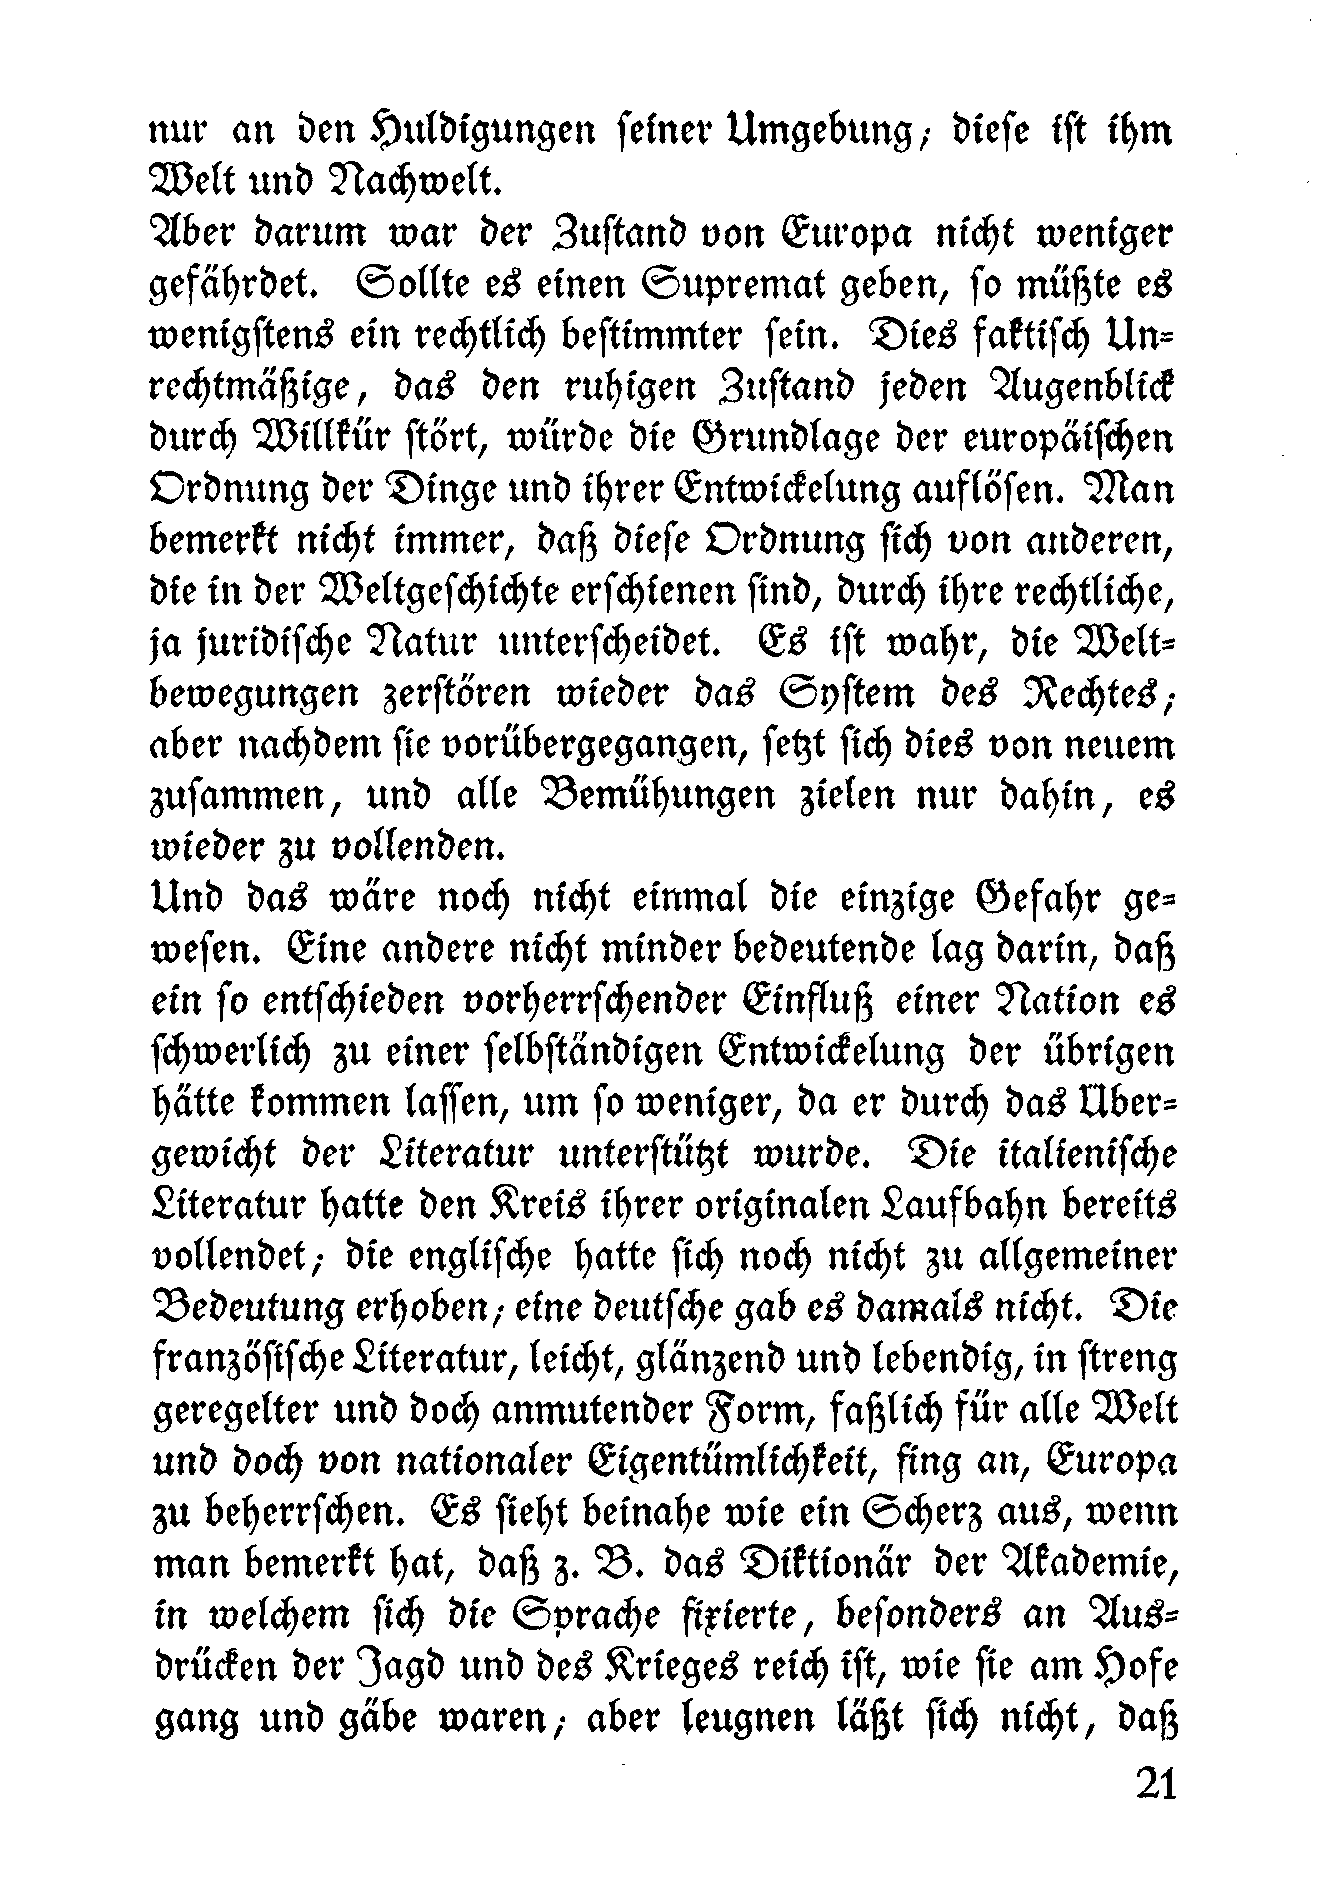 nur an den Huldigungen seiner Umgebung; diese ist ihm
Welt und Nachwelt.
Aber darum war der Zustand von Europa nicht weniger
gefährdet. Sollte es einen Supremat geben, so müßte es
wenigstens ein rechtlich bestimmter sein. Dies faktisch Un-
rechtmäßige, das den ruhigen Zustand jeden Augenblick
durch Willkür stört, würde die Grundlage der europäischen
Ordnung der Dinge und ihrer Entwickelung auflösen. Man
bemerkt nicht immer, daß diese Ordnung sich von anderen,
die in der Weltgeschichte erschienen sind, durch ihre rechtliche,
ja juridische Natur unterscheidet. Es ist wahr, die Welt-
bewegungen zerstören wieder das System des Rechtes;
aber nachdem sie vorübergegangen, setzt sich dies von neuem
zusammen, und alle Bemühungen zielen nur dahin, es
wieder zu vollenden.
Und das wäre noch nicht einmal die einzige Gefahr ge-
wesen. Eine andere nicht minder bedeutende lag darin, daß
ein so entschieden vorherrschender Einfluß einer Nation es
schwerlich zu einer selbständigen Entwickelung der übrigen
hätte kommen lassen, um so weniger, da er durch das Über-
gewicht der Literatur unterstützt wurde. Die italienische
Literatur hatte den Kreis ihrer originalen Laufbahn bereits
vollendet; die englische hatte sich noch nicht zu allgemeiner
Bedeutung erhoben; eine deutsche gab es damals nicht. Die
französische Literatur, leicht, glänzend und lebendig, in streng
geregelter und doch anmutender Form, faßlich für alle Welt
und doch von nationaler Eigentümlichkeit, fing an, Europa
zu beherrschen. Es sieht beinahe wie ein Scherz aus, wenn
man bemerkt hat, daß z. B. das Diktionär der Akademie,
in welchem sich die Sprache fixierte, besonders an Aus-
drücken der Jagd und des Krieges reich ist, wie sie am Hofe
gang und gäbe waren; aber leugnen läßt sich nicht, daß
21